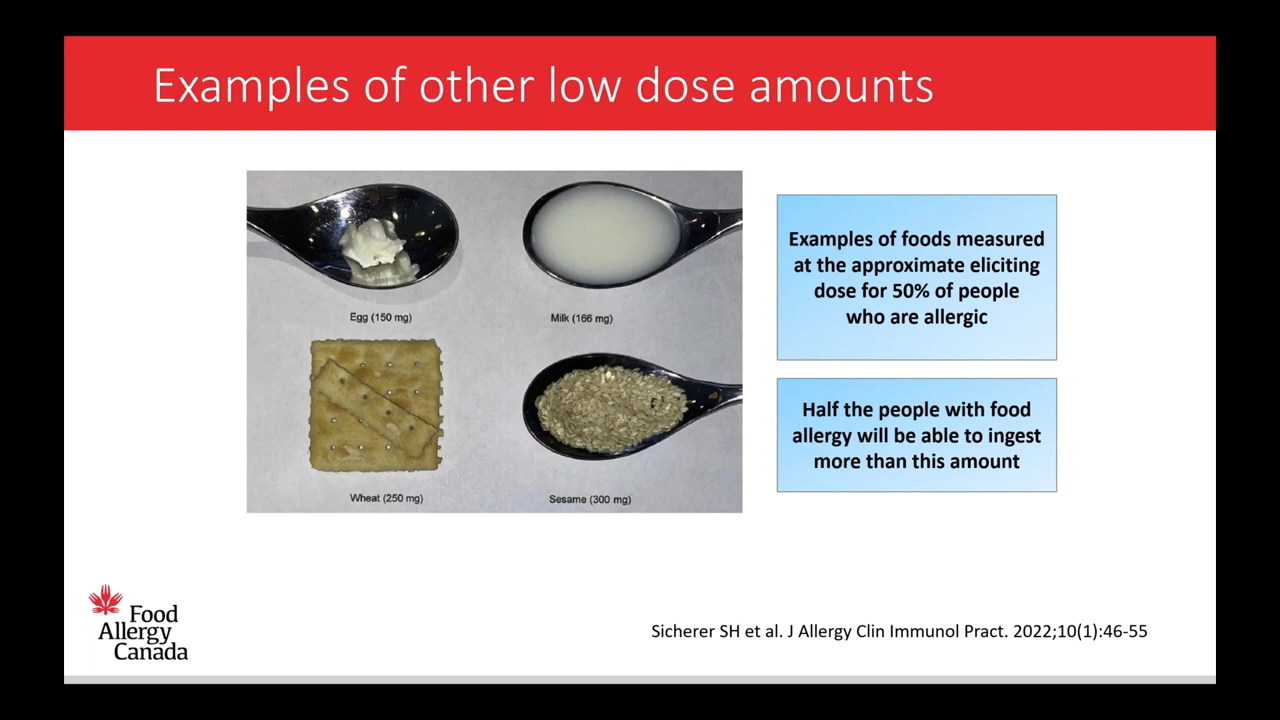 Examples of other low dose amounts
Egg (150 mg)
Milk (166 mg)
Wheat (250 mg)
Sesame (300 mg)
Examples of foods measured
at the approximate eliciting
dose for 50% of people
who are allergic
Half the people with food
allergy will be able to ingest
more than this amount
Food
Allergy
Canada
Sicherer SH et al. J Allergy Clin Immunol Pract. 2022;10(1):46-55